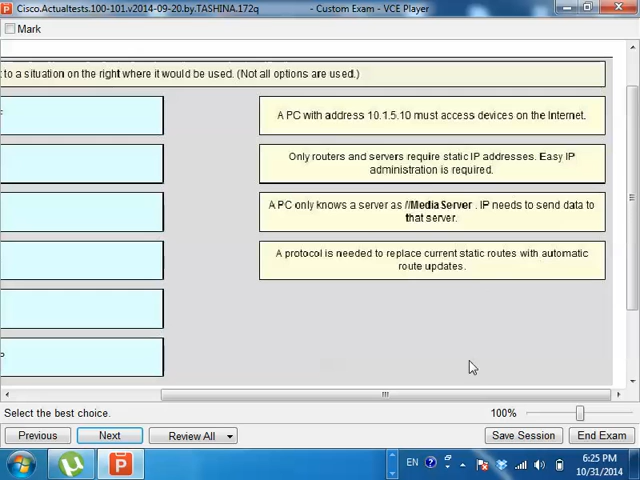 Cisco.Actualtests.100-101.v2014-09-20.by.TASHINA.172q - Custom Exam - VCE Player
Mark
t to a situation on the right where it would be used. (Not all options are used.)
A PC with address 10.1.5.10 must access devices on the Internet.
Only routers and servers require static IP addresses. Easy IP
administration is required.
A PC only knows a server as //MediaServer . IP needs to send data to
that server.
A protocol is needed to replace current static routes with automatic
route updates.
Select the best choice.
100%
Previous
Next
Review All
Save Session
End Exam
EN
6:25 PM
10/31/2014